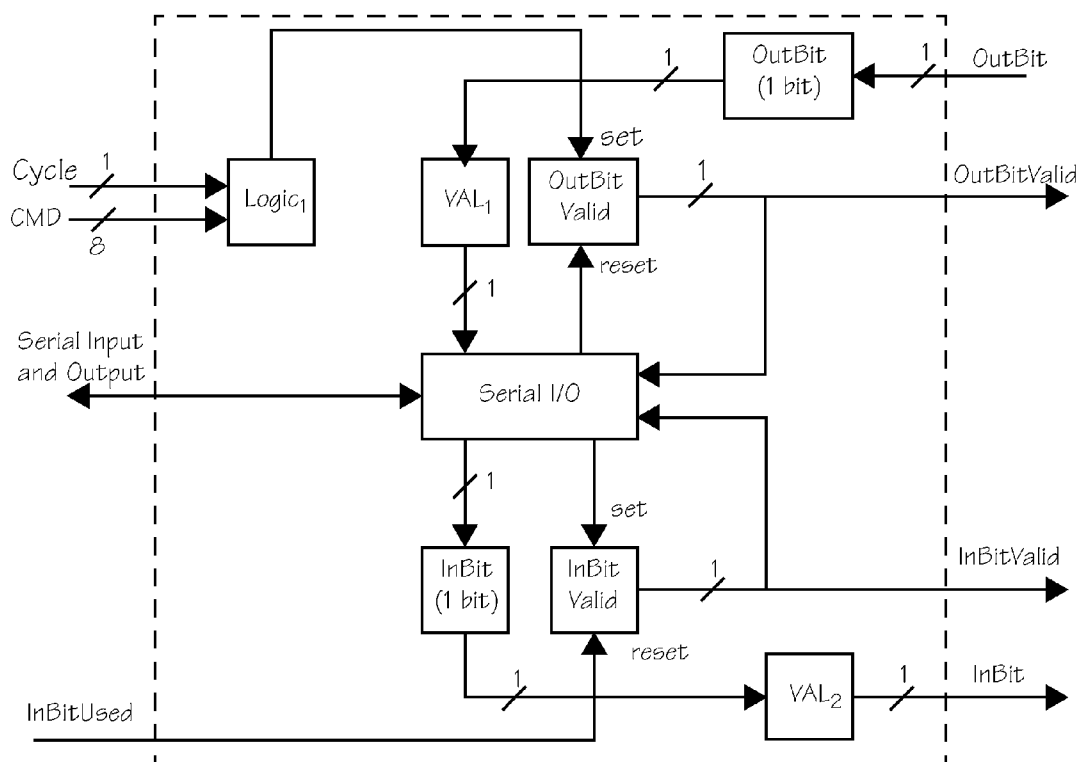 1
OutBit
(1 bit)
1
OutBit
Cycle
1
CMD
8
Logic1
VAL1
set
OutBit
Valid
1
OutBitValid
reset
1
Serial Input
and Output
Serial I/O
1
set
InBit
(1 bit)
InBit
Valid
1
InBitValid
reset
1
VAL2
1
InBit
InBitUsed